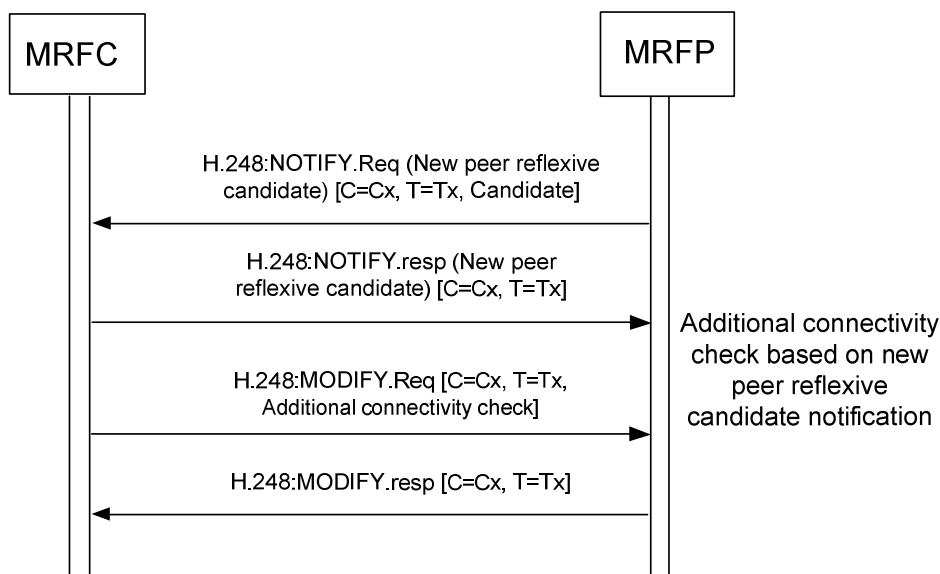 MRFC
MRFP
H.248:NOTIFY.Req (New peer reflexive
candidate) [C=Cx, T=Tx, Candidate]
H.248:NOTIFY.resp (New peer
reflexive candidate) [C=Cx, T=Tx]
H.248:MODIFY.Req [C=Cx, T=Tx,
Additional connectivity check]
H.248:MODIFY.resp [C=Cx, T=Tx]
Additional connectivity
check based on new
peer reflexive
candidate notification